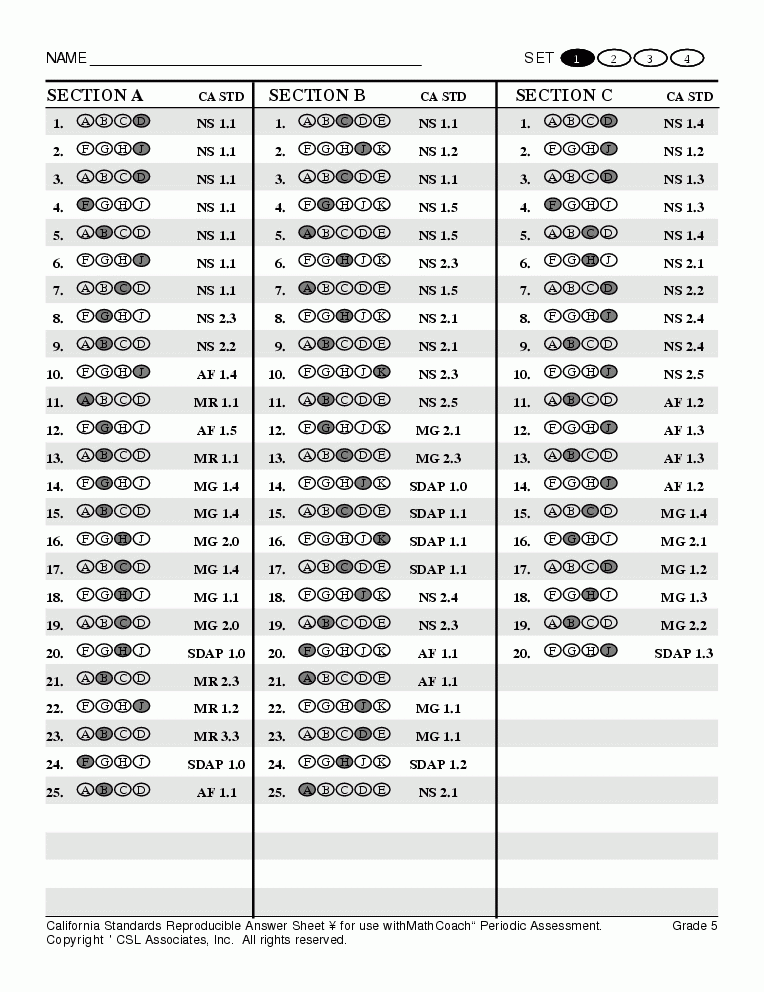 NAME
SET 1 2 3 4
SECTION A CA STD SECTION B CA STD SECTION C CA STD
1. A B C D NS 1.1 1. A B C D E NS 1.1 1. A B C D NS 1.4
2. F G H J NS 1.1 2. F G H J K NS 1.2 2. F G H J NS 1.2
3. A B C D NS 1.1 3. A B C D E NS 1.1 3. A B C D NS 1.3
4. F G H J NS 1.1 4. F G H J K NS 1.5 4. F G H J NS 1.3
5. A B C D NS 1.1 5. A B C D E NS 1.5 5. A B C D NS 1.4
6. F G H J NS 1.1 6. F G H J K NS 2.3 6. F G H J NS 2.1
7. A B C D NS 1.1 7. A B C D E NS 1.5 7. A B C D NS 2.2
8. F G H J NS 2.3 8. F G H J K NS 2.1 8. F G H J NS 2.4
9. A B C D NS 2.2 9. A B C D E NS 2.1 9. A B C D NS 2.4
10. F G H J AF 1.4 10. F G H J K NS 2.3 10. F G H J NS 2.5
11. A B C D MR 1.1 11. A B C D E NS 2.5 11. A B C D AF 1.2
12. F G H J AF 1.5 12. F G H J K MG 2.1 12. F G H J AF 1.3
13. A B C D MR 1.1 13. A B C D E MG 2.3 13. A B C D AF 1.3
14. F G H J MG 1.4 14. F G H J K SDAP 1.0 14. F G H J AF 1.2
15. A B C D MG 1.4 15. A B C D E SDAP 1.1 15. A B C D MG 1.4
16. F G H J MG 2.0 16. F G H J K SDAP 1.1 16. F G H J MG 2.1
17. A B C D MG 1.4 17. A B C D E SDAP 1.1 17. A B C D MG 1.2
18. F G H J MG 1.1 18. F G H J K NS 2.4 18. F G H J MG 1.3
19. A B C D MG 2.0 19. A B C D E NS 2.3 19. A B C D MG 2.2
20. F G H J SDAP 1.0 20. F G H J K AF 1.1 20. F G H J SDAP 1.3
21. A B C D MR 2.3 21. A B C D E AF 1.1
22. F G H J MR 1.2 22. F G H J K MG 1.1
23. A B C D MR 3.3 23. A B C D E MG 1.1
24. F G H J SDAP 1.0 24. F G H J K SDAP 1.2
25. A B C D AF 1.1 25. A B C D E NS 2.1
California Standards Reproducible Answer Sheet ¥ for use withMathCoach“ Periodic Assessment. Grade 5
Copyright ' CSL Associates, Inc. All rights reserved.